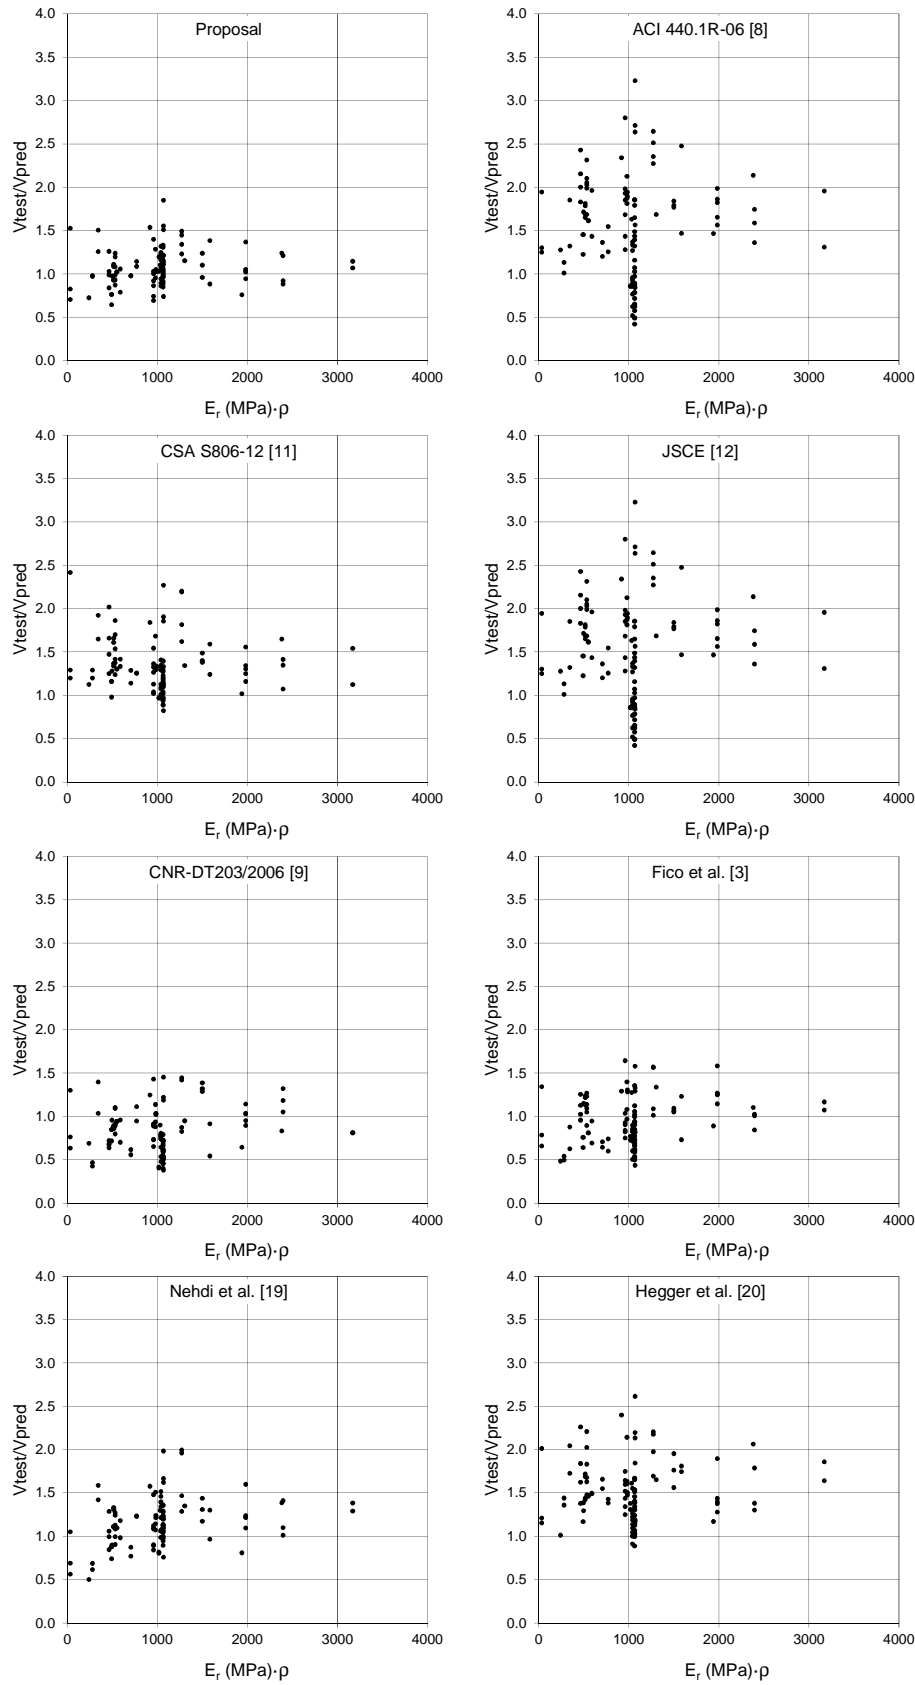 Proposal
Vtest/Vpred
4.0
3.5
3.0
2.5
2.0
1.5
1.0
0.5
0.0
0 1000 2000 3000 4000
Er (MPa)·ρ
ACI 440.1R-06 [8]
Vtest/Vpred
4.0
3.5
3.0
2.5
2.0
1.5
1.0
0.5
0.0
0 1000 2000 3000 4000
Er (MPa)·ρ
CSA S806-12 [11]
Vtest/Vpred
4.0
3.5
3.0
2.5
2.0
1.5
1.0
0.5
0.0
0 1000 2000 3000 4000
Er (MPa)·ρ
JSCE [12]
Vtest/Vpred
4.0
3.5
3.0
2.5
2.0
1.5
1.0
0.5
0.0
0 1000 2000 3000 4000
Er (MPa)·ρ
CNR-DT203/2006 [9]
Vtest/Vpred
4.0
3.5
3.0
2.5
2.0
1.5
1.0
0.5
0.0
0 1000 2000 3000 4000
Er (MPa)·ρ
Fico et al. [3]
Vtest/Vpred
4.0
3.5
3.0
2.5
2.0
1.5
1.0
0.5
0.0
0 1000 2000 3000 4000
Er (MPa)·ρ
Nehdi et al. [19]
Vtest/Vpred
4.0
3.5
3.0
2.5
2.0
1.5
1.0
0.5
0.0
0 1000 2000 3000 4000
Er (MPa)·ρ
Hegger et al. [20]
Vtest/Vpred
4.0
3.5
3.0
2.5
2.0
1.5
1.0
0.5
0.0
0 1000 2000 3000 4000
Er (MPa)·ρ